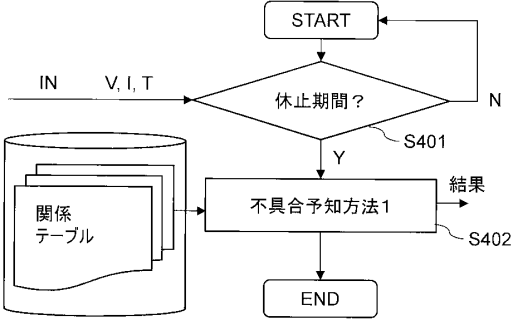 START
IN V, I, T
休止期間？
N
S401
Y
関係
テーブル
不具合予知方法1
結果
S402
END